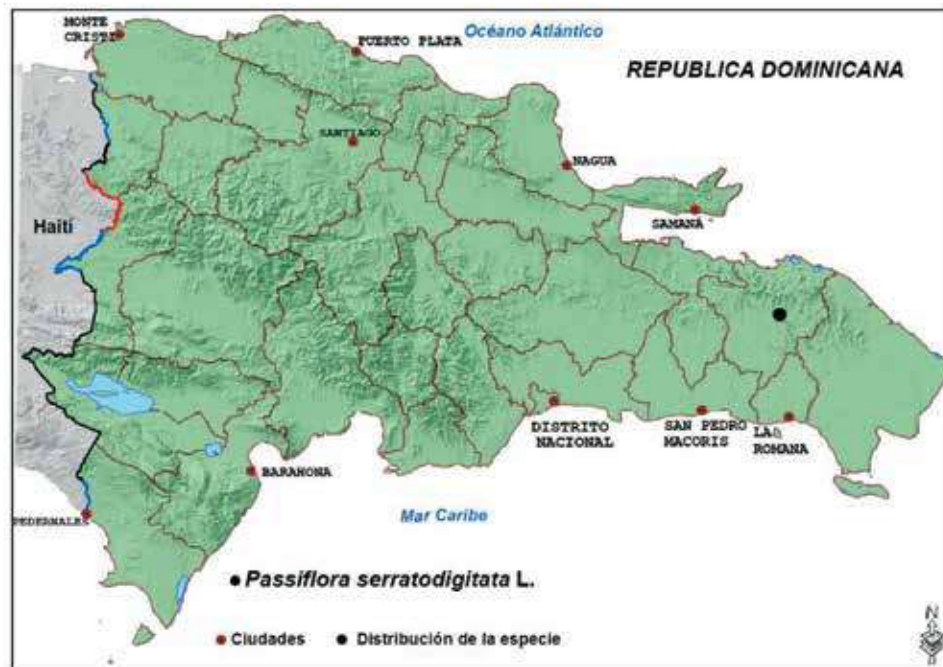 MONTE
CRISTI
PUERTO PLATA
Océano Atlántico
REPUBLICA DOMINICANA
SANTIAGO
NAGUA
SAMANÁ
Haití
DISTRITO
NACIONAL
SAN PEDRO
MACORIS
LA
ROMANA
BARAHONA
PEDERNALES
Mar Caribe
• Passiflora serratodigitata L.
Ciudades
Distribución de la especie
N